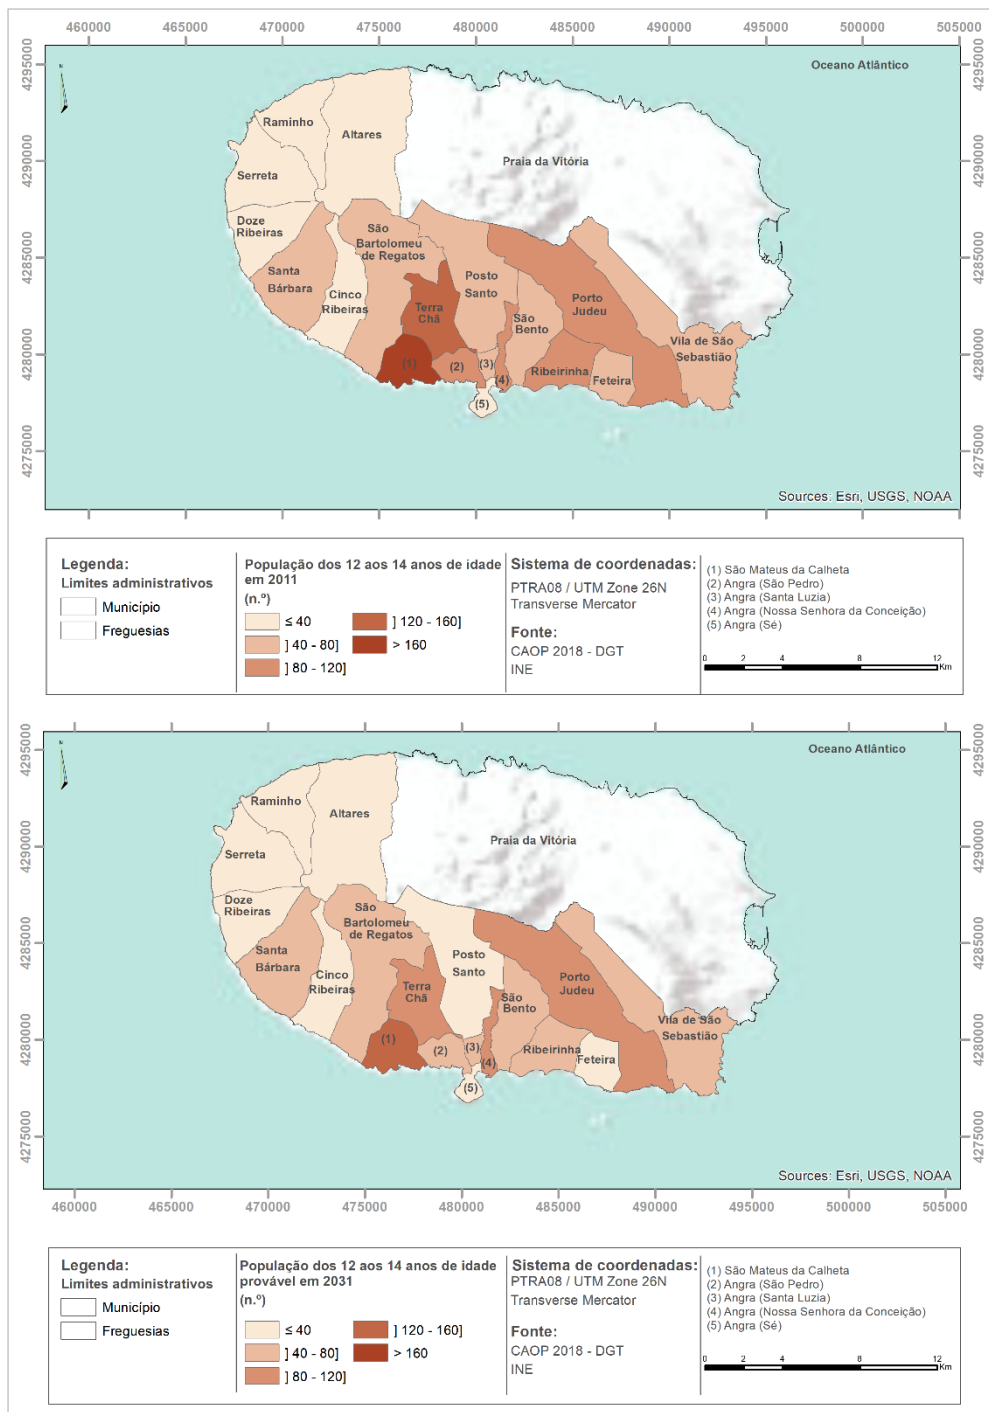 460000 465000 470000 475000 480000 485000 490000 495000 500000 505000
4295000 4290000 4285000 4280000 4275000
4295000 4290000 4285000 4280000 4275000
N
Oceano Atlântico
Raminho
Altares
Praia da Vitória
Serreta
Doze
Ribeiras
São
Bartolomeu
de Regatos
Santa
Bárbara
Posto
Santo
Cinco
Ribeiras
Terra
Chã
Porto
Judeu
São
Bento
Vila de São
Sebastião
(1)
(2)
(3)
(4)
(5)
Ribeirinha
Feteira
Sources: Esri, USGS, NOAA
Legenda:
Limites administrativos
Município
Freguesias
População dos 12 aos 14 anos de idade
em 2011
(n.º)
≤ 40
] 40 - 80]
] 80 - 120]
] 120 - 160]
> 160
Sistema de coordenadas:
PTRA08 / UTM Zone 26N
Transverse Mercator
Fonte:
CAOP 2018 - DGT
INE
(1) São Mateus da Calheta
(2) Angra (São Pedro)
(3) Angra (Santa Luzia)
(4) Angra (Nossa Senhora da Conceição)
(5) Angra (Sé)
0 2 4 6 8 12
Km
4295000 4290000 4285000 4280000 4275000
4295000 4290000 4285000 4280000 4275000
N
Oceano Atlântico
Raminho
Altares
Praia da Vitória
Serreta
Doze
Ribeiras
São
Bartolomeu
de Regatos
Santa
Bárbara
Posto
Santo
Cinco
Ribeiras
Terra
Chã
Porto
Judeu
São
Bento
Vila de São
Sebastião
(1)
(2)
(3)
(4)
(5)
Ribeirinha
Feteira
Sources: Esri, USGS, NOAA
460000 465000 470000 475000 480000 485000 490000 495000 500000 505000
Legenda:
Limites administrativos
Município
Freguesias
População dos 12 aos 14 anos de idade
provável em 2031
(n.º)
≤ 40
] 40 - 80]
] 80 - 120]
] 120 - 160]
> 160
Sistema de coordenadas:
PTRA08 / UTM Zone 26N
Transverse Mercator
Fonte:
CAOP 2018 - DGT
INE
(1) São Mateus da Calheta
(2) Angra (São Pedro)
(3) Angra (Santa Luzia)
(4) Angra (Nossa Senhora da Conceição)
(5) Angra (Sé)
0 2 4 6 8 12
Km